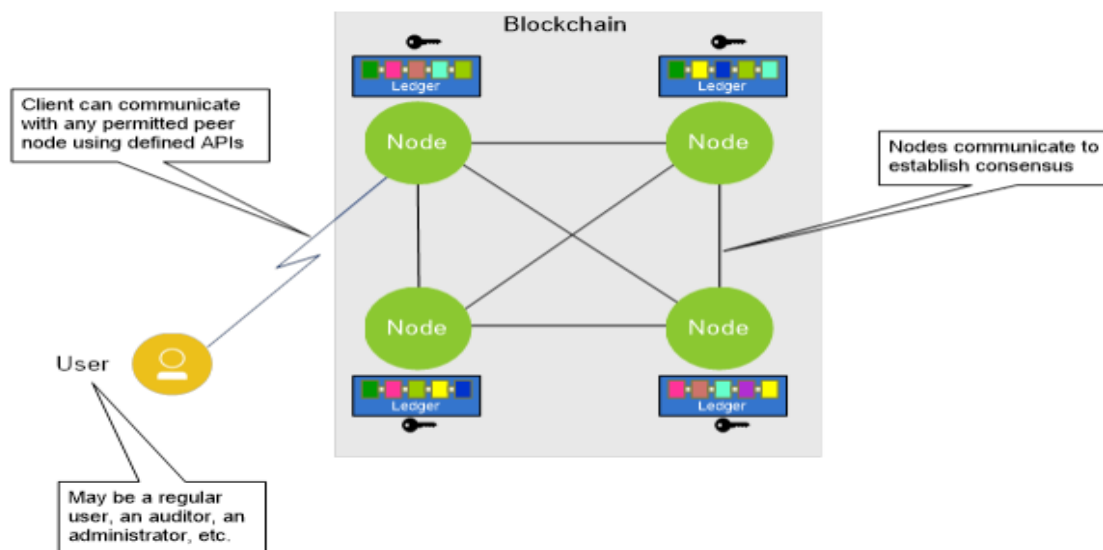 Blockchain
Ledger
Ledger
Client can communicate
with any permitted peer
node using defined APIs
Node
Node
Nodes communicate to
establish consensus
Node
Node
User
Ledger
Ledger
May be a regular
user, an auditor, an
administrator, etc.